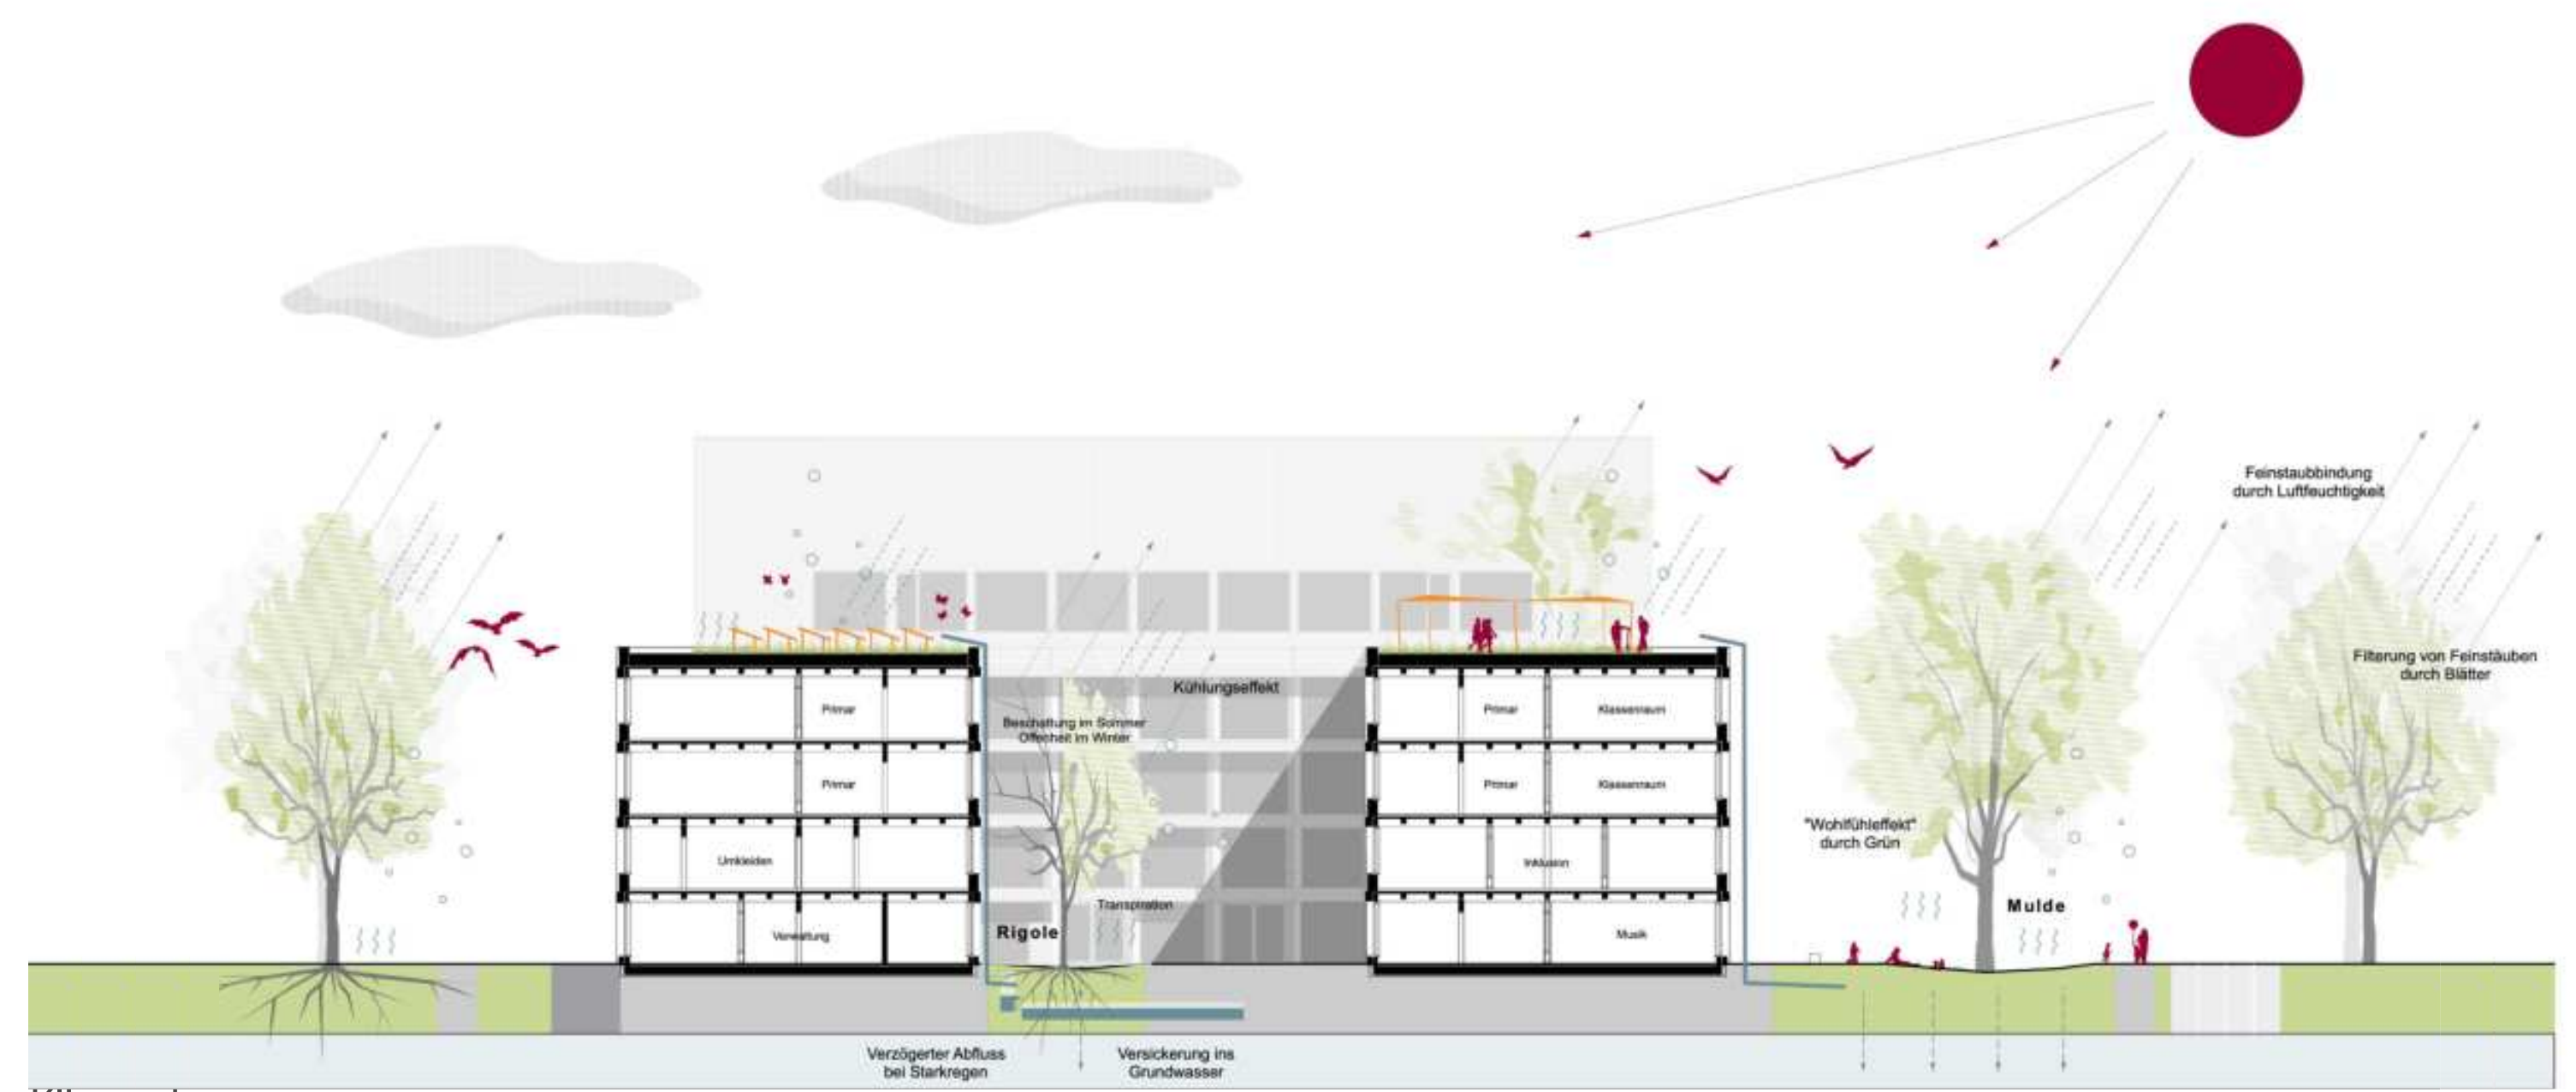 Feinstaubbindung
durch Luftfeuchtigkeit
Filterung von Feinstäuben
durch Blätter
Kühlungseffekt
Beschattung im Sommer
Offenheit im Winter
Primar
Primar
Klassenraum
Primar
Primar
Klassenraum
"Wohlfühleffekt"
durch Grün
Umkleiden
Inklusion
Transpiration
Mulde
Rigole
Verwaltung
Musik
Verzögerter Abfluss
bei Starkregen
Versickerung ins
Grundwasser